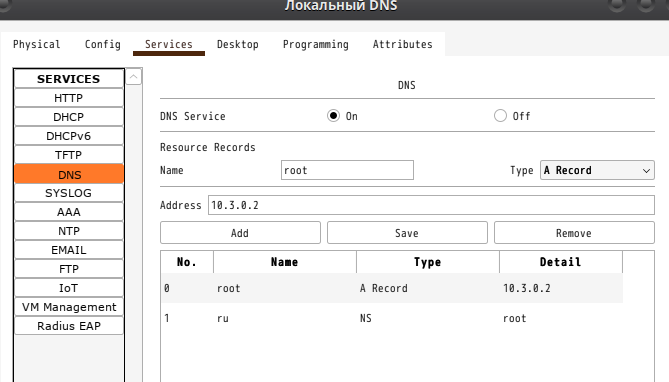 Локальный DNS
Physical Config Services Desktop Programming Attributes
SERVICES
HTTP
DHCP
DHCPv6
TFTP
DNS
SYSLOG
AAA
NTP
EMAIL
FTP
IoT
VM Management
Radius EAP
DNS
DNS Service On Off
Resource Records
Name root Type A Record
Address 10.3.0.2
Add Save Remove
No. Name Type Detail
0 root A Record 10.3.0.2
1 ru NS root